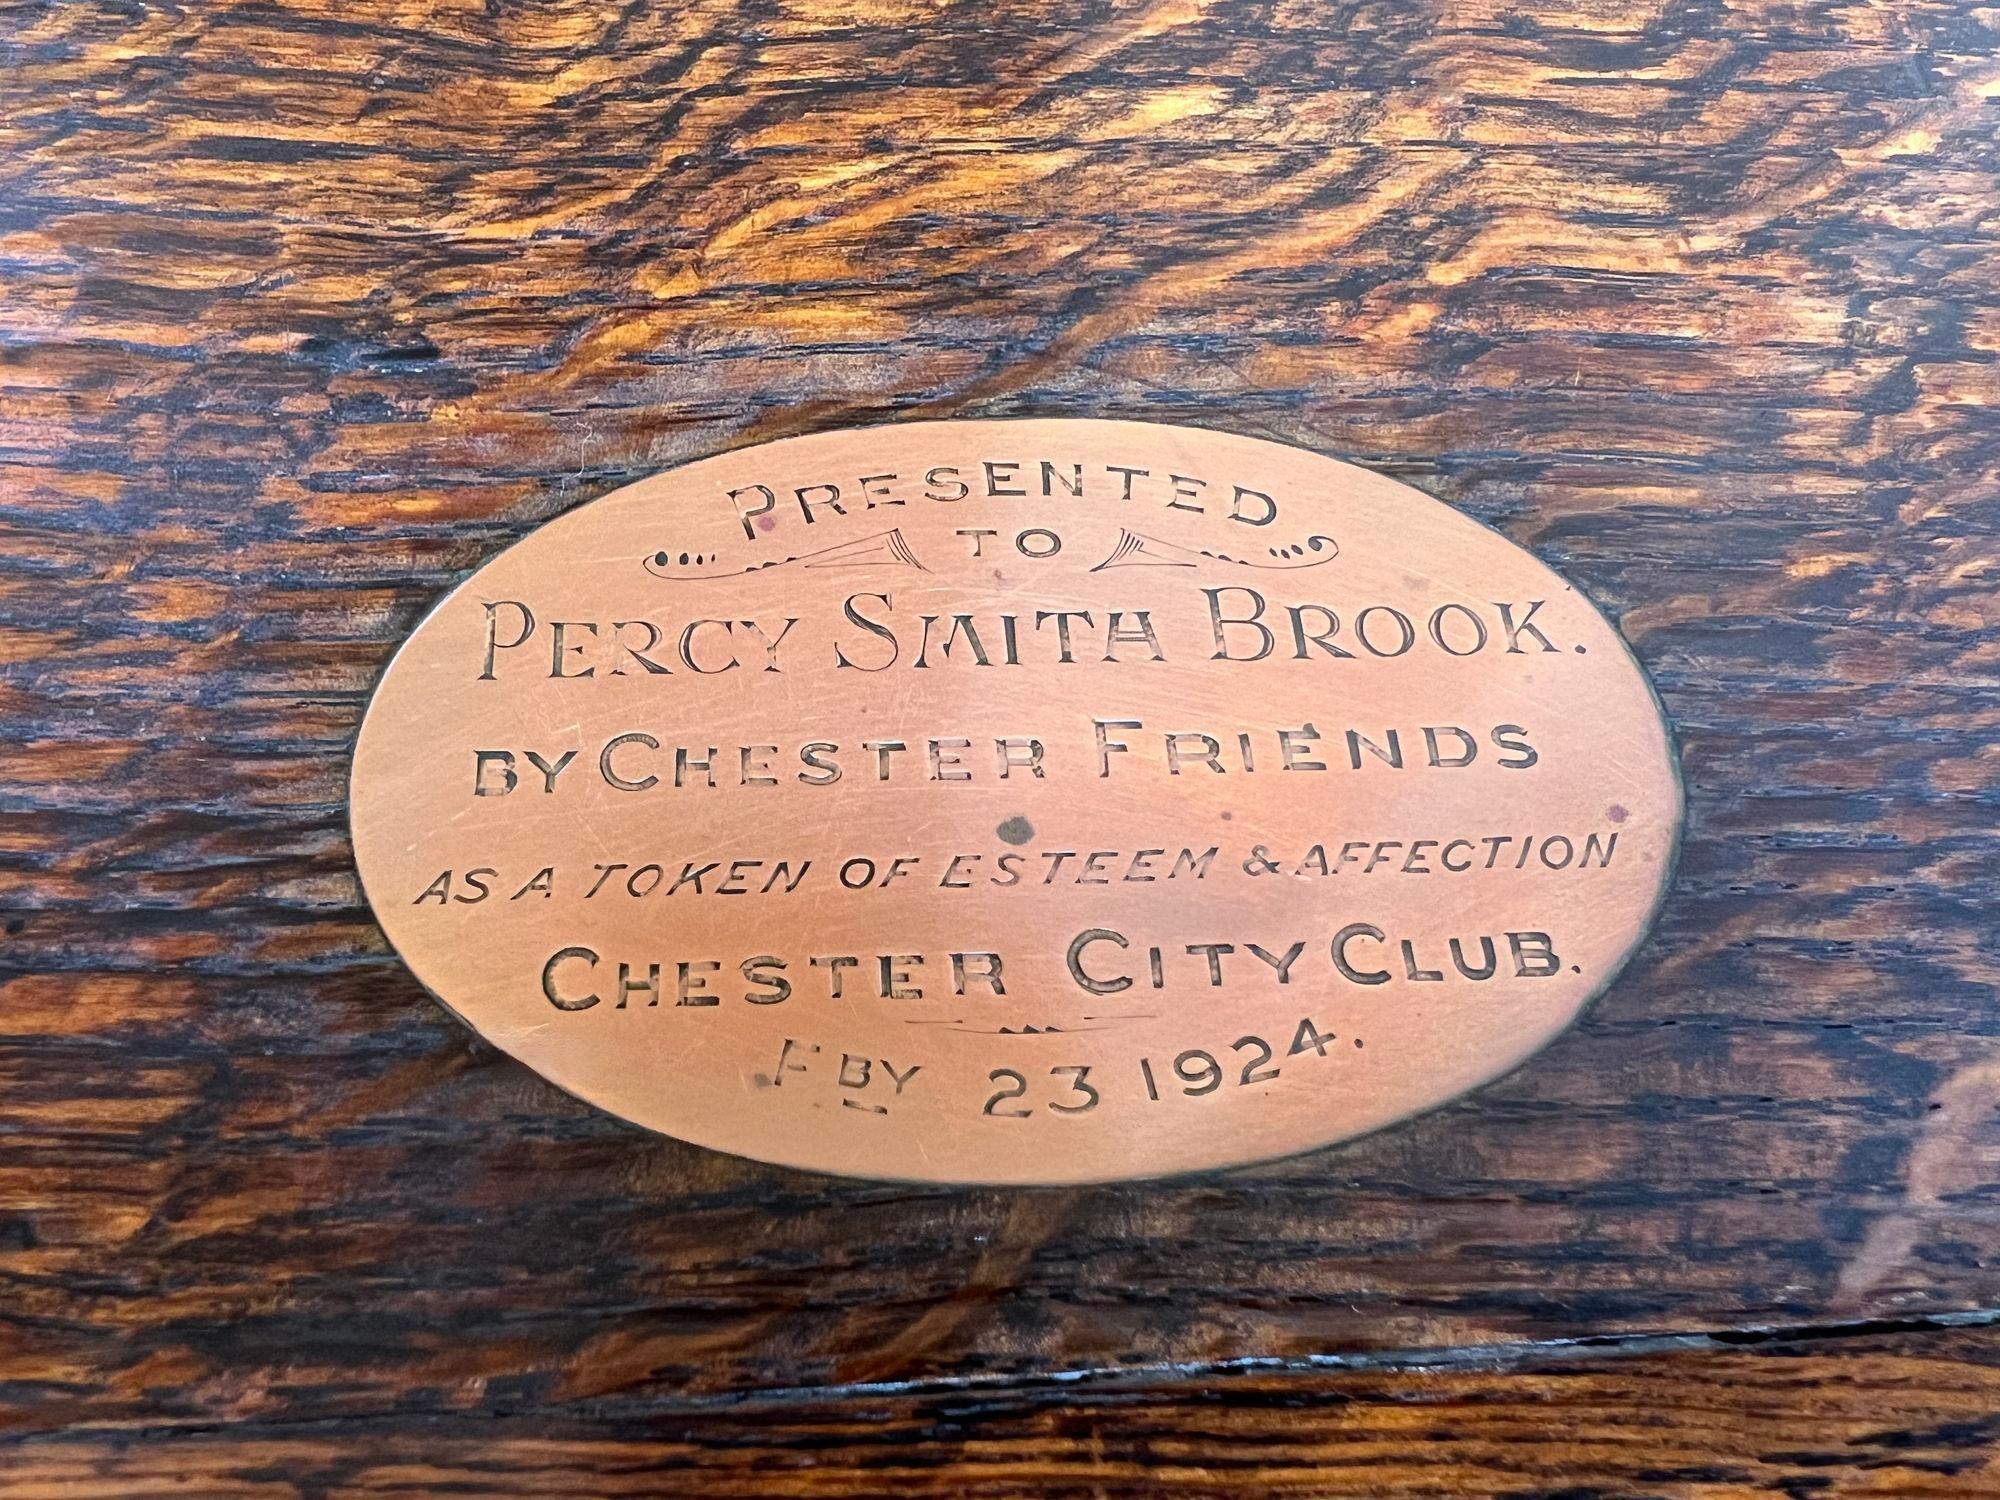 PRESENTED
TO
PERCY SMITH BROOK.
BY CHESTER FRIENDS
AS A TOKEN OF ESTEEM & AFFECTION
CHESTER CITY CLUB.
FBY 23 1924.